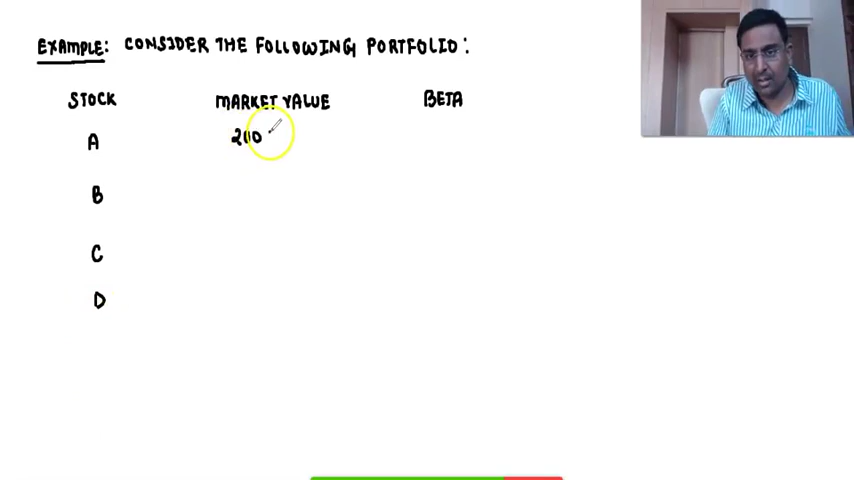 EXAMPLE: CONSIDER THE FOLLOWING PORTFOLIO:
STOCK MARKET VALUE BETA
A 200
B
C
D